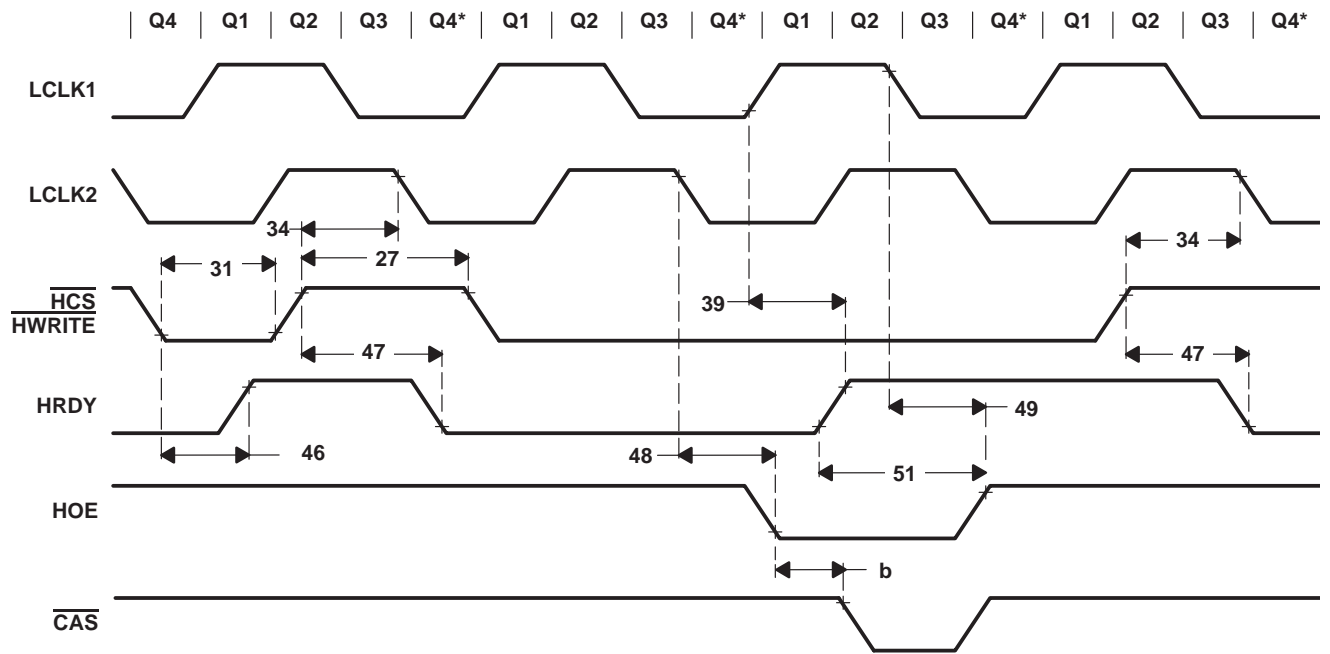 Q4 Q1 Q2 Q3 Q4* Q1 Q2 Q3 Q4* Q1 Q2 Q3 Q4* Q1 Q2 Q3 Q4*
LCLK1
LCLK2
34
34
31
27
HCS
39
HWRITE
47
47
HRDY
49
46
48
51
HOE
b
CAS